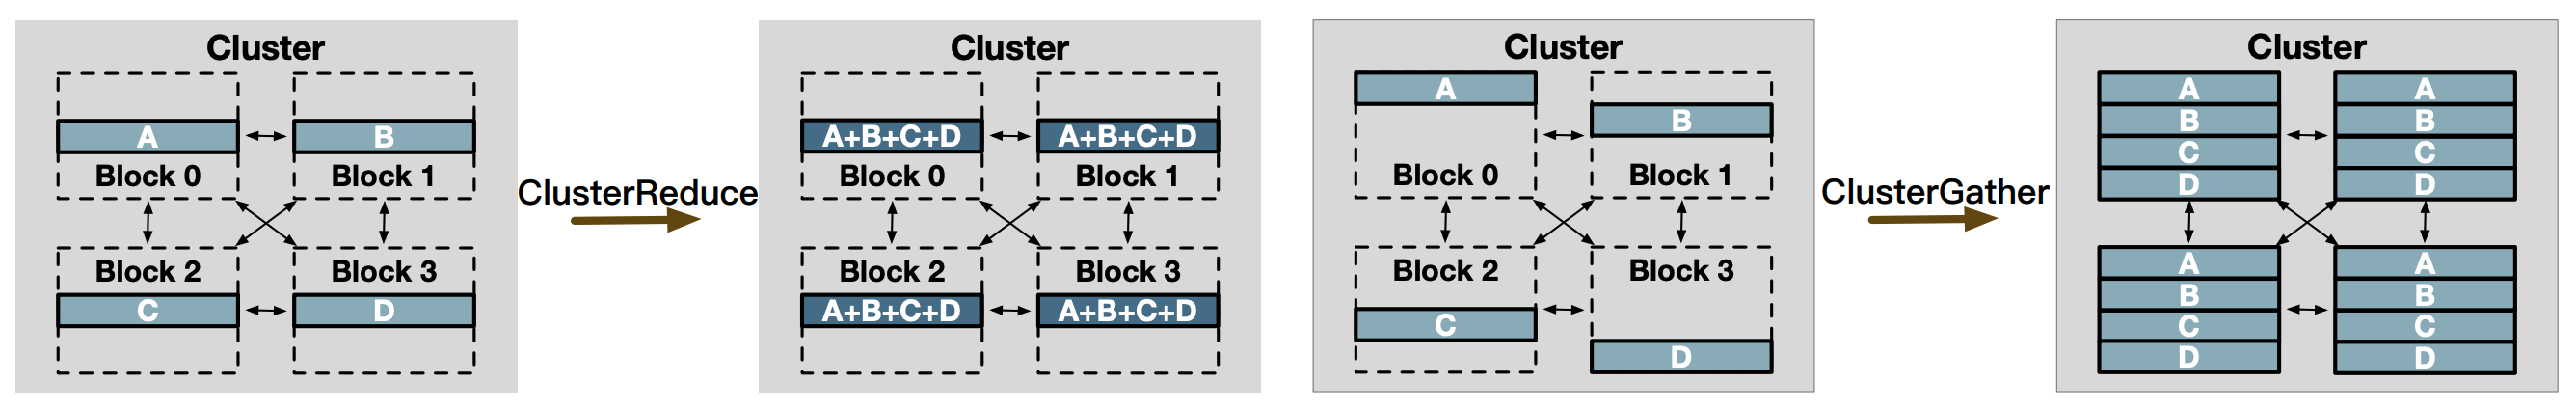 Cluster
A
B
Block 0
Block 1
Block 2
Block 3
C
D
ClusterReduce
Cluster
A+B+C+D
A+B+C+D
Block 0
Block 1
Block 2
Block 3
A+B+C+D
A+B+C+D
Cluster
A
B
Block 0
Block 1
Block 2
Block 3
C
D
ClusterGather
Cluster
A
B
C
D
A
B
C
D
A
B
C
D
A
B
C
D